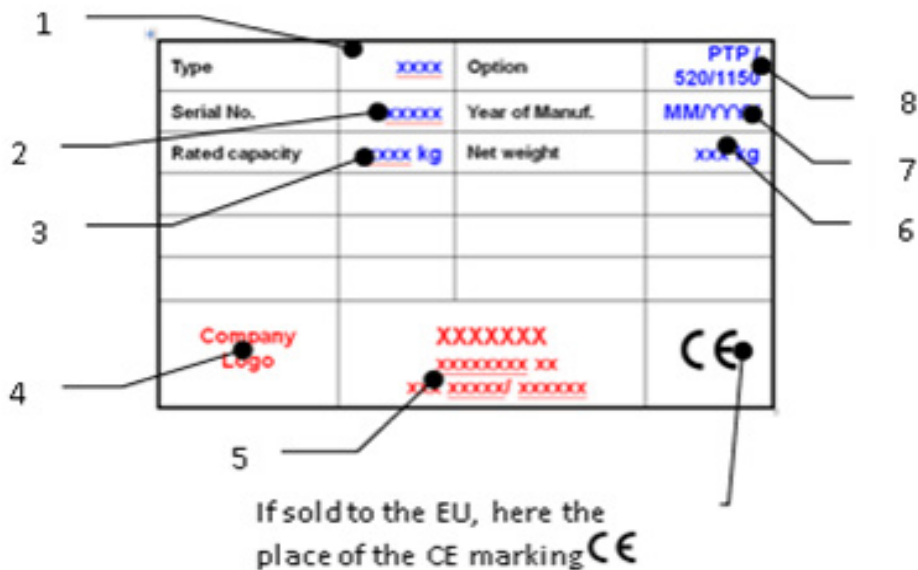 1
Type xxxx Option PTP /
520/1150
8
Serial No. xxxxx Year of Manuf. MM/YYYY
2
7
Rated capacity xxxx kg Net weight xxx kg
3
6
Company
Logo
XXXXXXX
xxxxxxxxx xx
xxx xxxxx/ xxxxxx
CE
4
5
If sold to the EU, here the
place of the CE marking CE